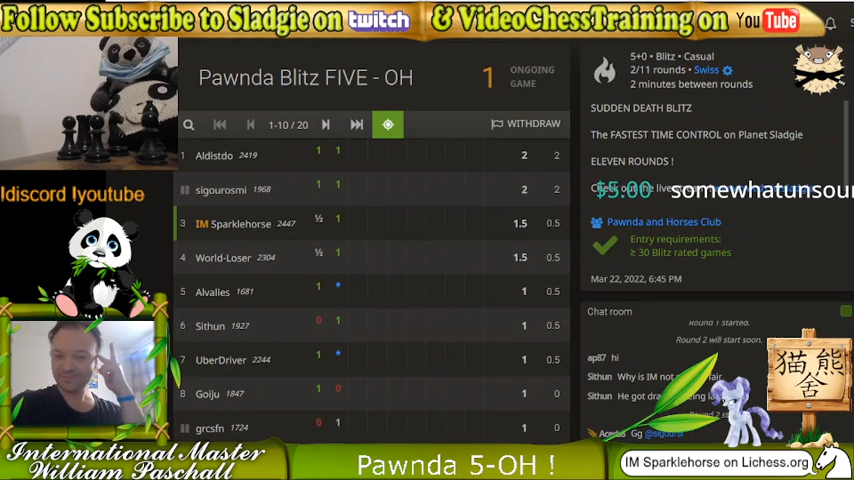 Follow Subscribe to Sladgie on twitch & VideoChessTraining on YouTube
Pawnda Blitz FIVE - OH
1 ONGOING GAME
1-10 / 20
WITHDRAW
1 Aldistdo 2419 1 1 2 2
sigourosmi 1968 1 1 2 2
3 IM Sparklehorse 2447 ½ 1 1.5 0.5
4 World-Loser 2304 ½ 1 1.5 0.5
5 Alvalles 1681 1 * 1 0.5
6 Sithun 1927 0 1 1 0.5
7 UberDriver 2244 1 * 1 0.5
8 Goiju 1847 1 0 1 0
grcsfn 1724 0 1 1 0
5+0 • Blitz • Casual
2/11 rounds • Swiss
2 minutes between rounds
SUDDEN DEATH BLITZ
The FASTEST TIME CONTROL on Planet Sladgie
ELEVEN ROUNDS !
Check out the live
$5.00 somewhatunsour
Pawnda and Horses Club
Entry requirements:
≥ 30 Blitz rated games
Mar 22, 2022, 6:45 PM
Chat room
Round 1 started.
Round 2 will start soon.
ap87 hi
Sithun Why is IM not
Sithun He got dra
Gg
!discord !youtube
猫熊
舍
International Master
William Paschall
Pawnda 5-OH !
IM Sparklehorse on Lichess.org